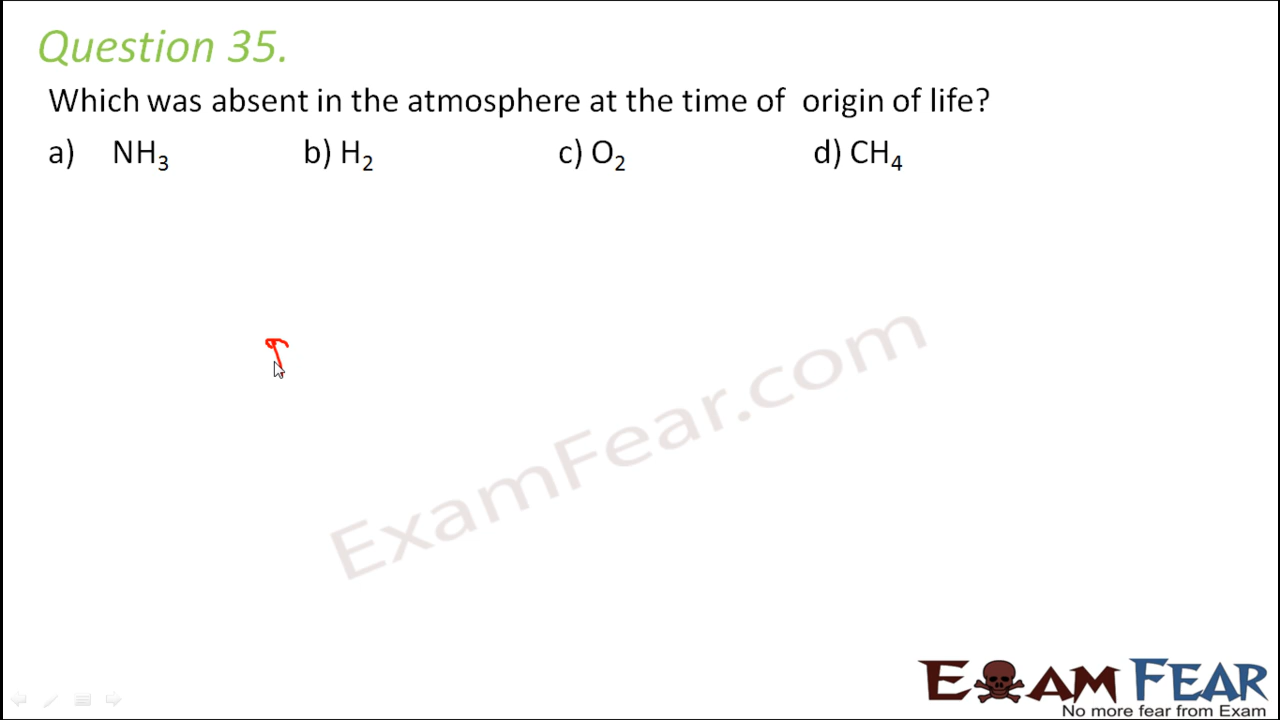 Question 35.
Which was absent in the atmosphere at the time of origin of life?
a) NH₃ b) H₂ c) O₂ d) CH₄
ExamFear.com
EXAM FEAR
No more fear from Exam